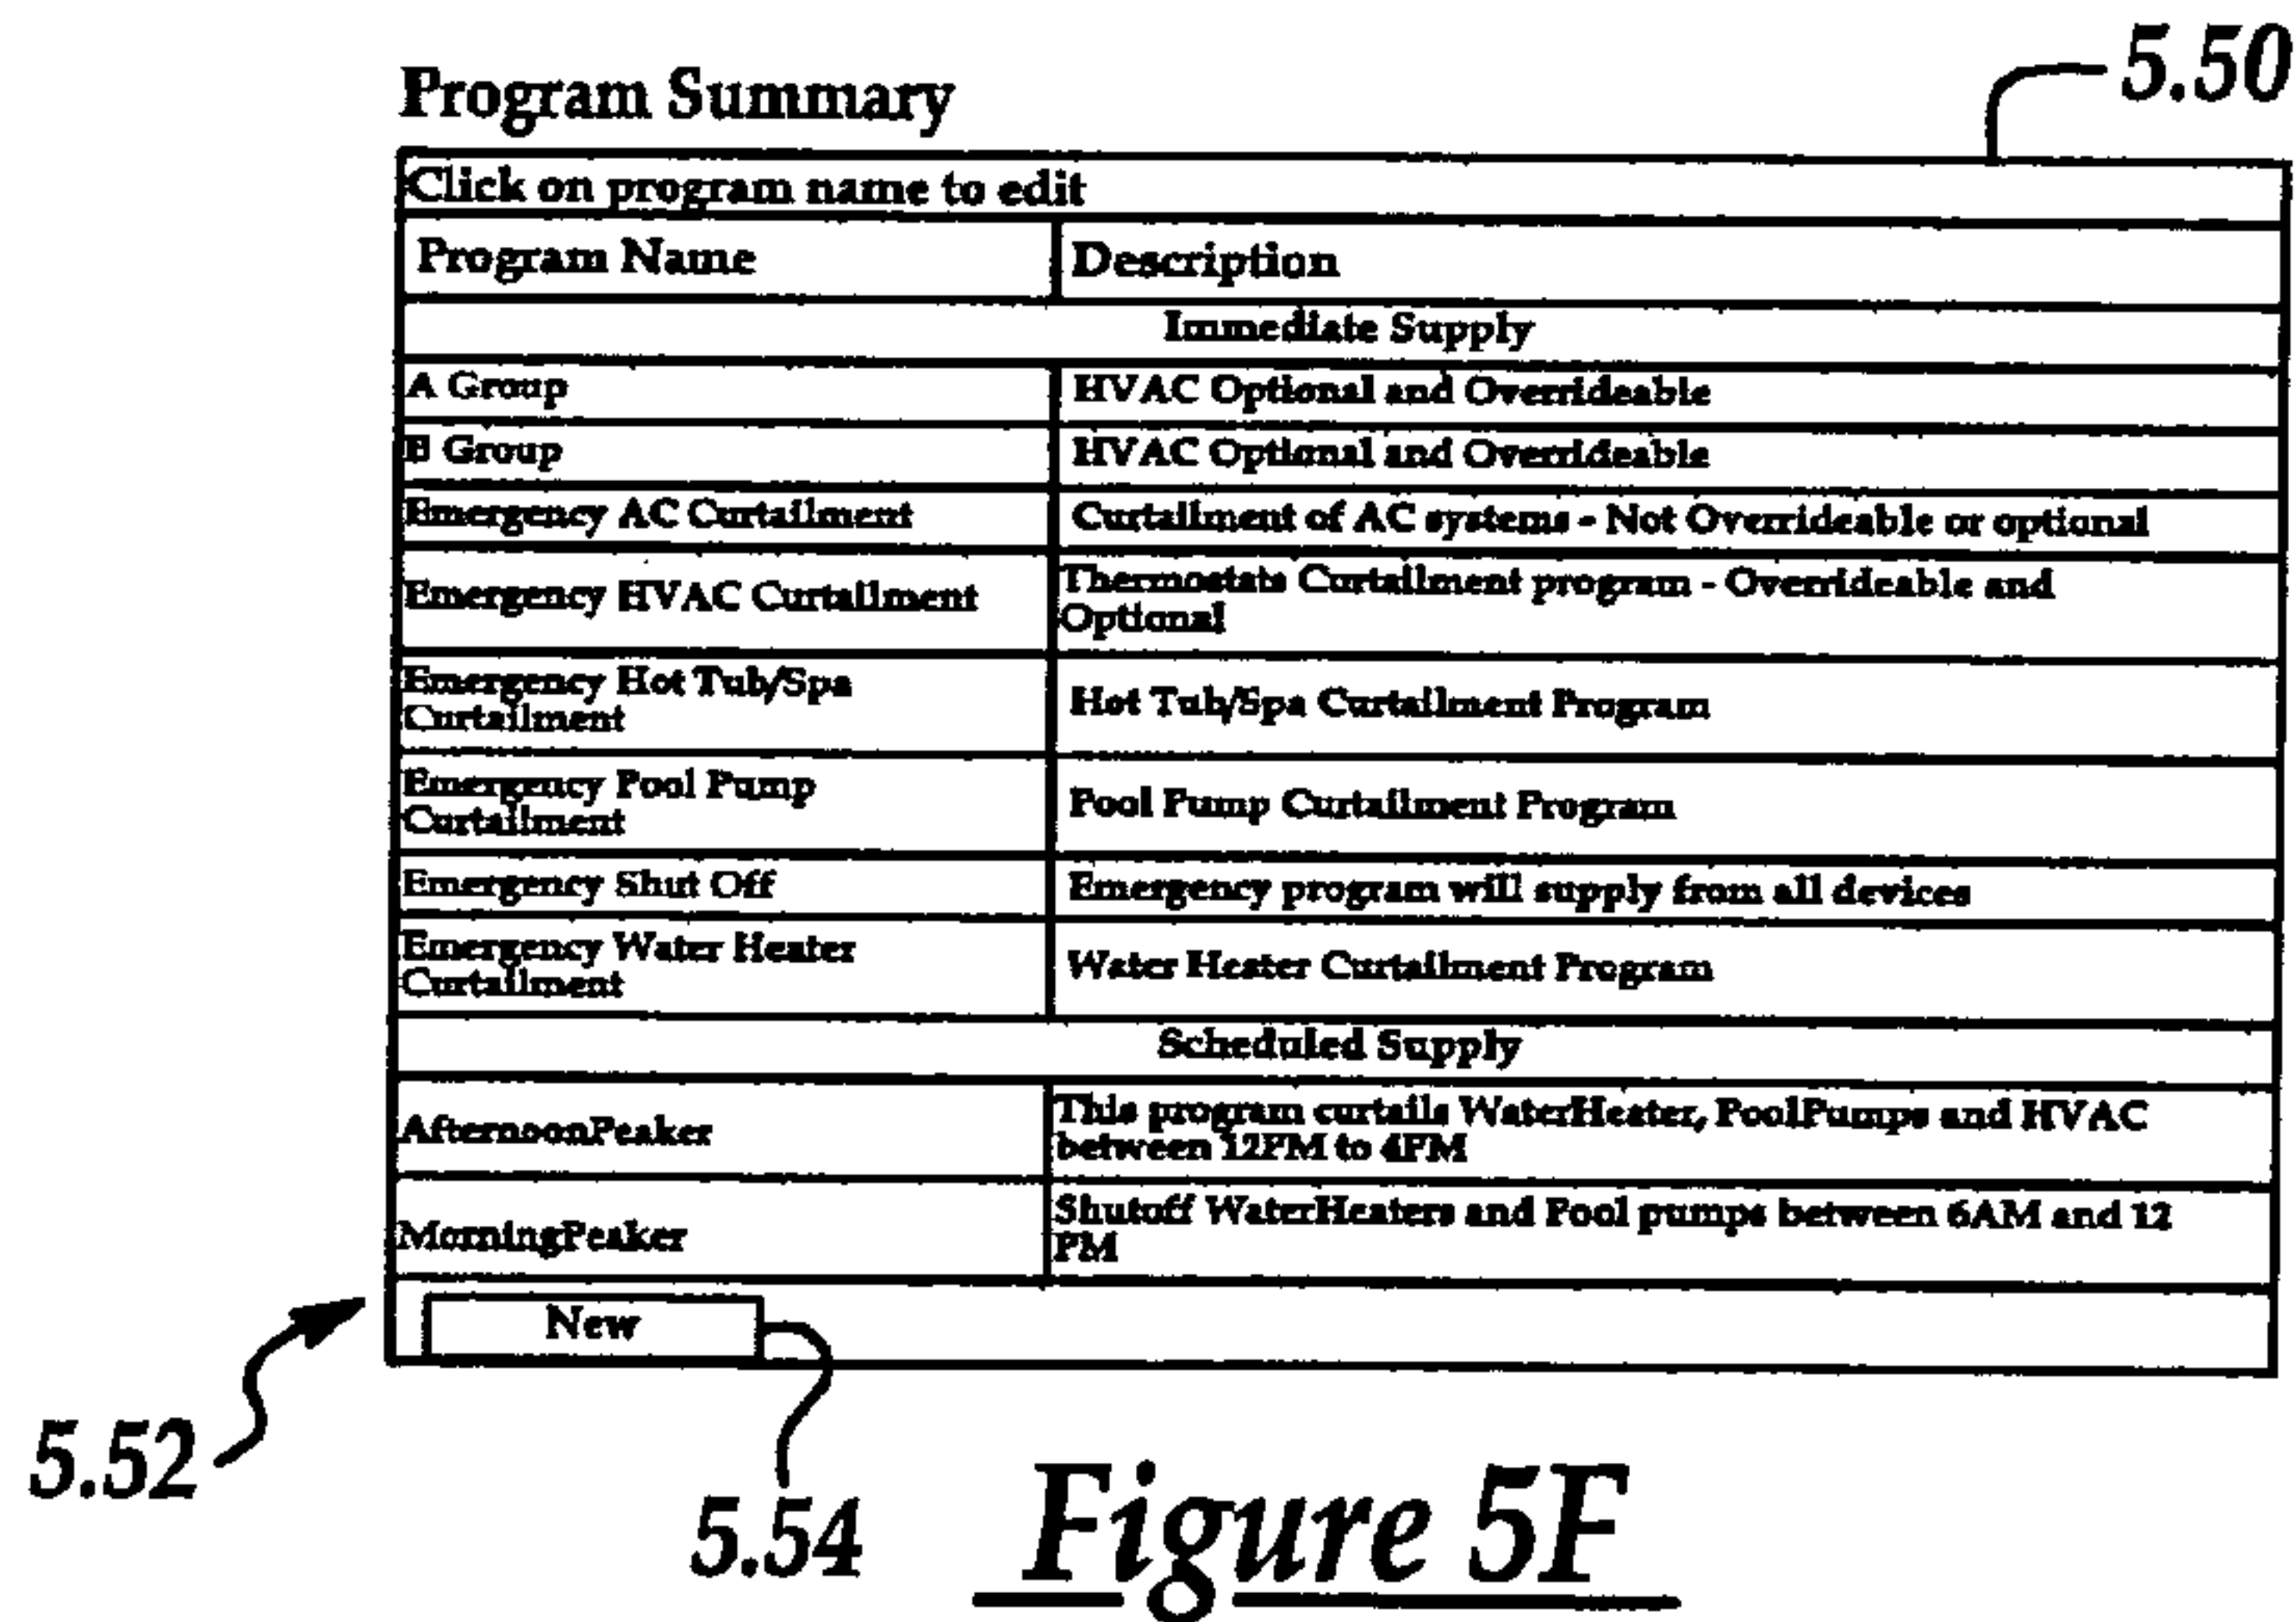 5.50
Program Summary
Click on program name to edit
Program Name
Description
Immediate Supply
A Group
HVAC Optional and Overrideable
B Group
HVAC Optional and Overrideable
Emergency AC Curtailment
Curtailment of AC systems - Not Overrideable or optional
Emergency HVAC Curtailment
Thermostats Curtailment program - Overrideable and
Optional
Emergency Hot Tub/Spa
Curtailment
Hot Tub/Spa Curtailment Program
Emergency Pool Pump
Curtailment
Pool Pump Curtailment Program
Emergency Shut Off
Emergency program will supply from all devices
Emergency Water Heater
Curtailment
Water Heater Curtailment Program
Scheduled Supply
AfternoonPeaker
This program curtails WaterHeater, PoolPumps and HVAC
between 12PM to 4PM
MorningPeaker
Shutoff WaterHeaters and Pool pumps between 6AM and 12
PM
New
5.52
5.54
Figure 5F